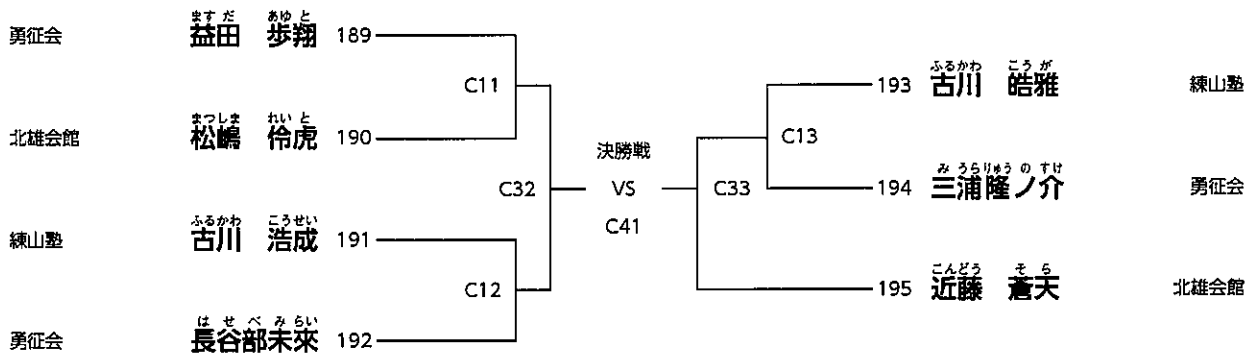 ますだ あゆと
勇征会 益田 歩翔 189
C11
まつしま れいと
北雄会館 松嶋 伶虎 190
C32
ふるかわ こうせい
練山塾 古川 浩成 191
C12
はせべみらい
勇征会 長谷部未來 192
決勝戦
VS
C41
ふるかわ こうが
193 古川 皓雅 練山塾
C13
みうらりゅうのすけ
194 三浦隆ノ介 勇征会
C33
こんどう そら
195 近藤 蒼天 北雄会館